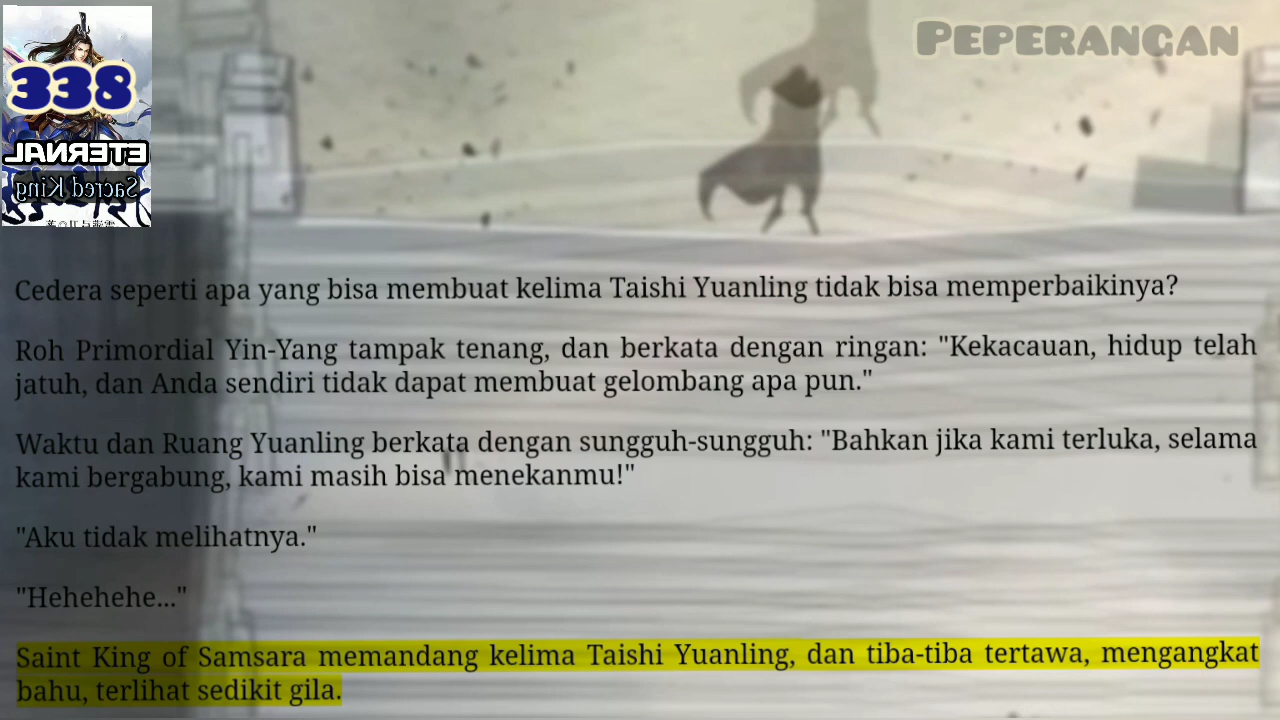 Peperangan
338
ETERNAL
Sacred King
Cedera seperti apa yang bisa membuat kelima Taishi Yuanling tidak bisa memperbaikinya?
Roh Primordial Yin-Yang tampak tenang, dan berkata dengan ringan: "Kekacauan, hidup telah
jatuh, dan Anda sendiri tidak dapat membuat gelombang apa pun."
Waktu dan Ruang Yuanling berkata dengan sungguh-sungguh: "Bahkan jika kami terluka, selama
kami bergabung, kami masih bisa menekanmu!"
"Aku tidak melihatnya."
"Hehehehe..."
Saint King of Samsara memandang kelima Taishi Yuanling, dan tiba-tiba tertawa, mengangkat
bahu, terlihat sedikit gila.